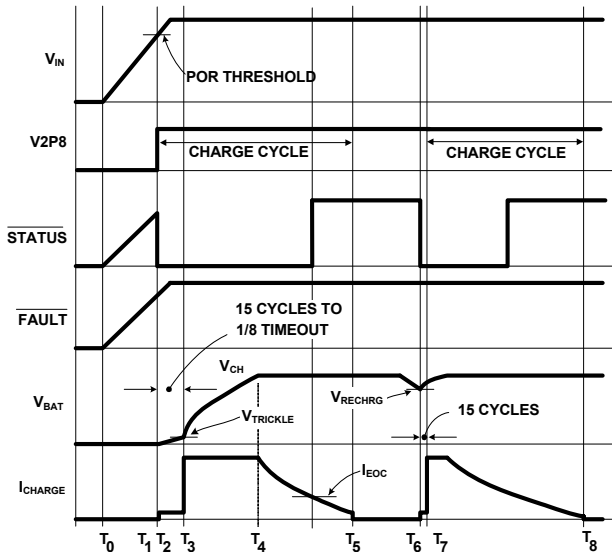 V_IN
POR THRESHOLD
V2P8
CHARGE CYCLE
CHARGE CYCLE
STATUS
FAULT
15 CYCLES TO
1/8 TIMEOUT
V_CH
V_BAT
V_RECHRG
V_TRICKLE
15 CYCLES
I_CHARGE
I_EOC
T_0
T_1
T_2
T_3
T_4
T_5
T_6
T_7
T_8